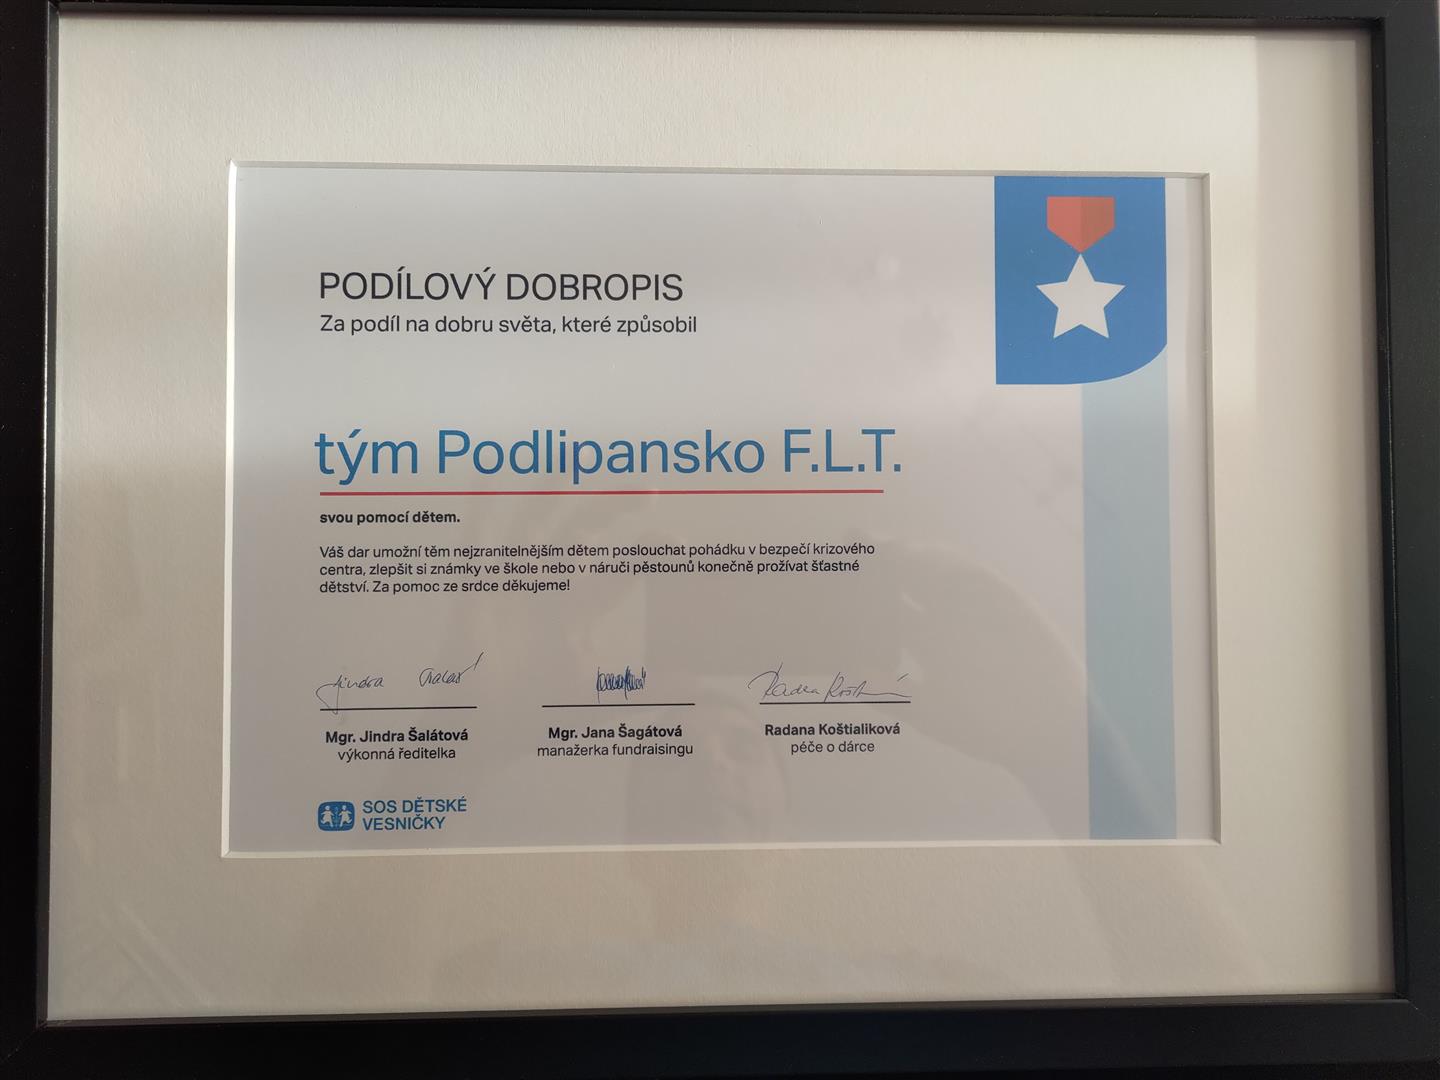 PODÍLOVÝ DOBROPIS
Za podíl na dobru světa, které způsobil
tým Podlipansko F.L.T.
svou pomocí dětem.
Váš dar umožní těm nejzranitelnějším dětem poslouchat pohádku v bezpečí krizového
centra, zlepšit si známky ve škole nebo v náručí pěstounů konečně prožívat šťastné
dětství. Za pomoc ze srdce děkujeme!
Jindra
Mgr. Jindra Šalátová
výkonná ředitelka
Mgr. Jana Šagátová
manažerka fundraisingu
Radana Koštialiková
péče o dárce
SOS DĚTSKÉ
VESNIČKY